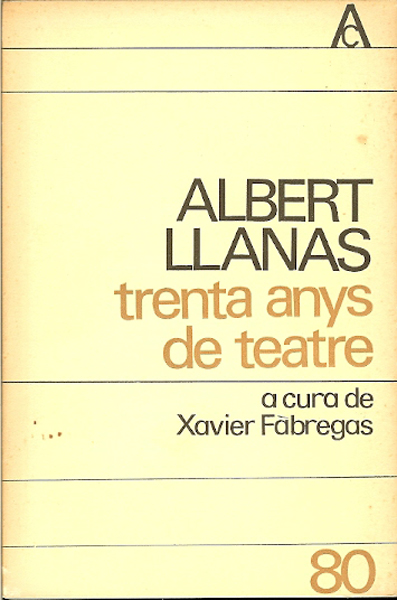 AC
ALBERT
LLANAS
trenta anys
de teatre
a cura de
Xavier Fàbregas
80